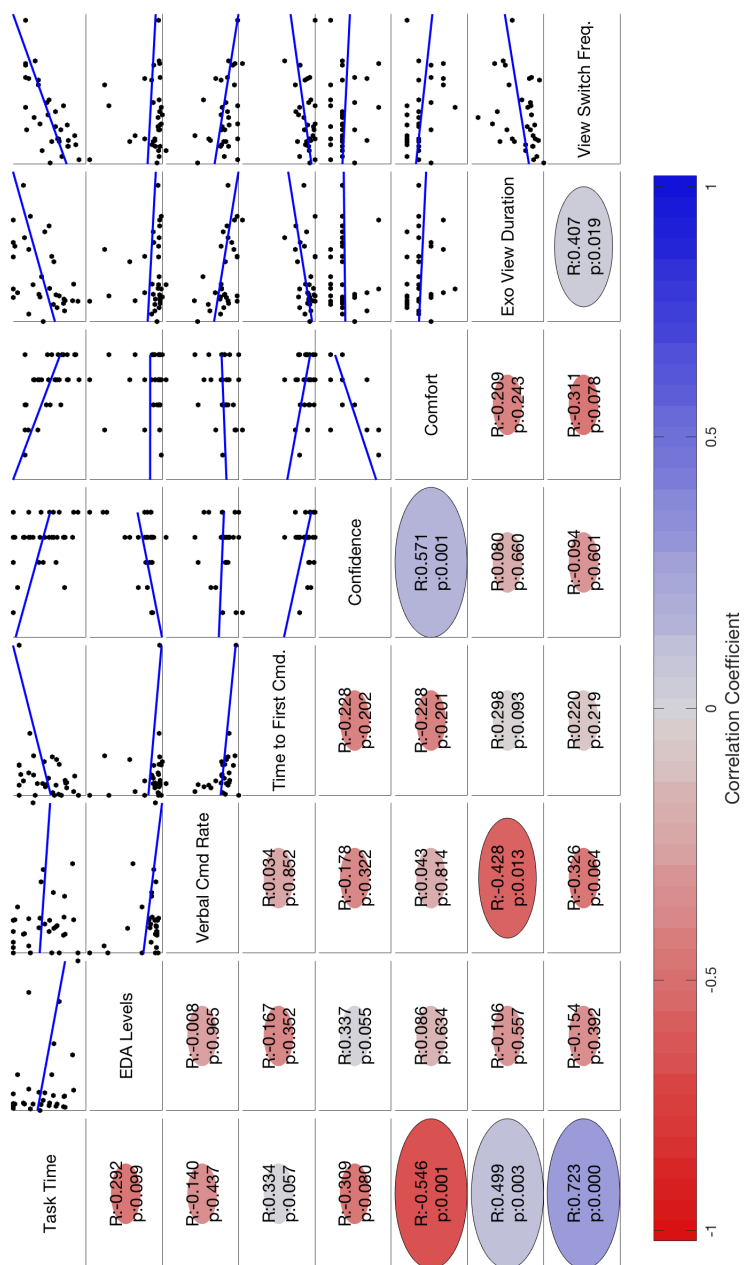 Task Time
R:-0.292
p:0.099
EDA Levels
R:-0.140
p:0.437
R:-0.008
p:0.965
Verbal Cmd Rate
R:0.334
p:0.057
R:-0.167
p:0.352
R:0.034
p:0.852
Time to First Cmd.
R:-0.309
p:0.080
R:0.337
p:0.055
R:-0.178
p:0.322
R:-0.228
p:0.202
Confidence
R:-0.546
p:0.001
R:0.086
p:0.634
R:0.043
p:0.814
R:-0.228
p:0.201
R:0.571
p:0.001
Comfort
R:0.499
p:0.003
R:-0.106
p:0.557
R:-0.428
p:0.013
R:0.298
p:0.093
R:0.080
p:0.660
R:-0.209
p:0.243
Exo View Duration
R:0.723
p:0.000
R:-0.154
p:0.392
R:-0.326
p:0.064
R:0.220
p:0.219
R:-0.094
p:0.601
R:-0.311
p:0.078
R:0.407
p:0.019
View Switch Freq.
-1
-0.5
0
0.5
1
Correlation Coefficient